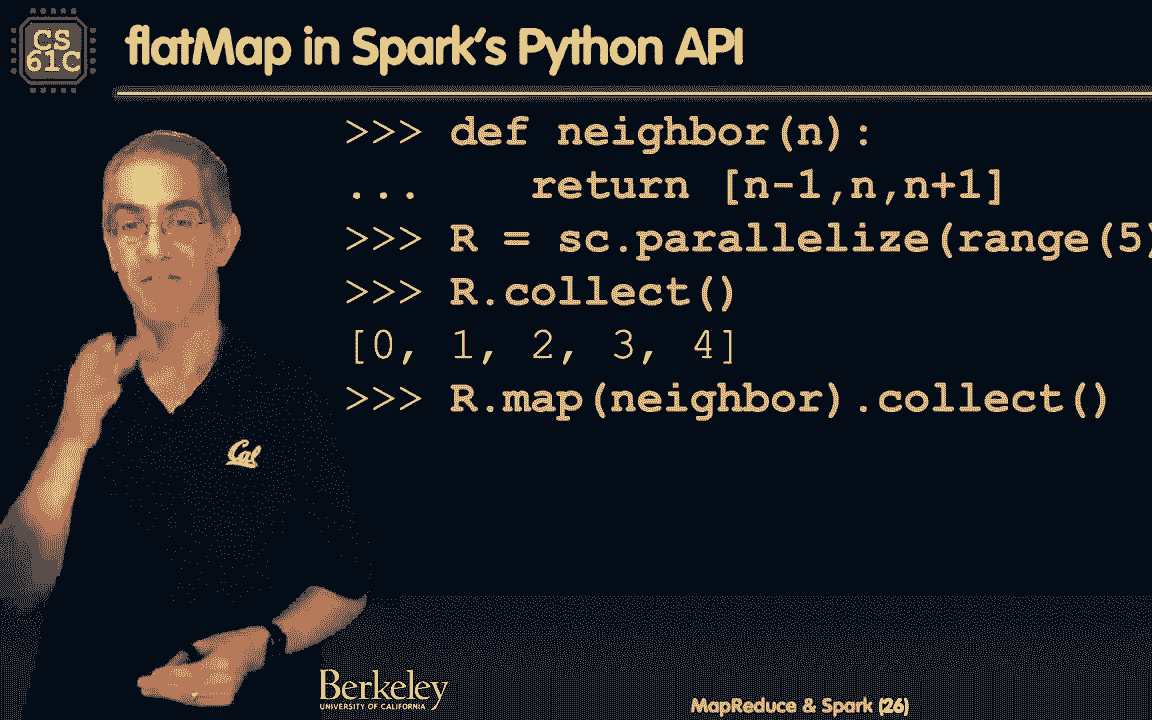 CS
61C
flatMap in Spark's Python API
>>> def neighbor(n):
... return [n-1,n,n+1]
>>> R = sc.parallelize(range(5)
>>> R.collect()
[0, 1, 2, 3, 4]
>>> R.map(neighbor).collect()
Cal
Berkeley
UNIVERSITY OF CALIFORNIA
MapReduce & Spark (26)